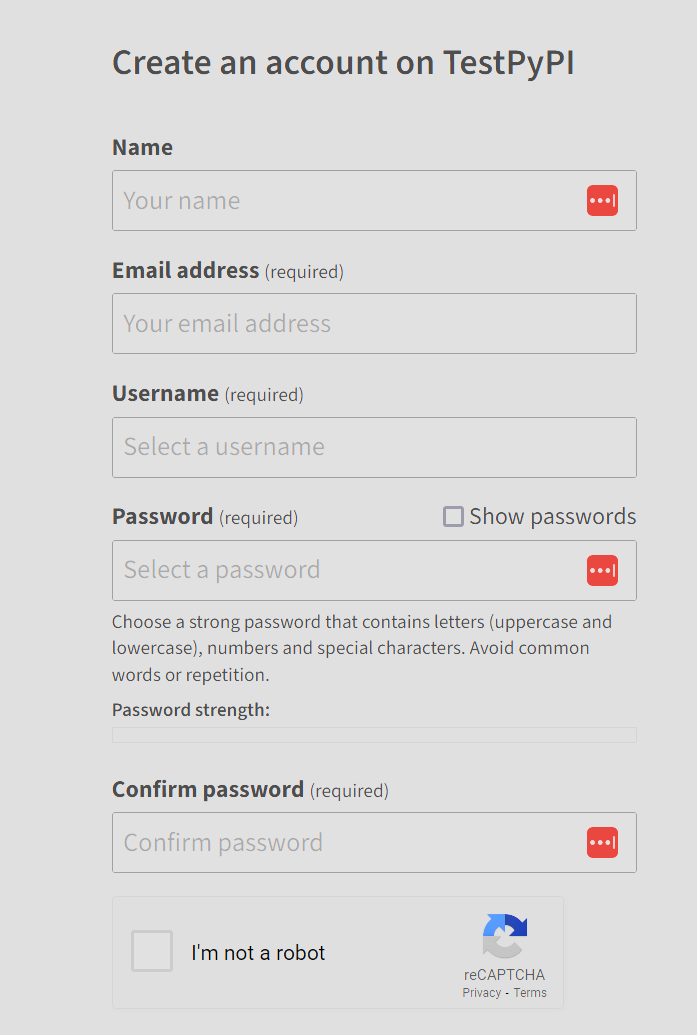 Create an account on TestPyPI
Name
Your name
Email address (required)
Your email address
Username (required)
Select a username
Password (required)
Show passwords
Select a password
Choose a strong password that contains letters (uppercase and
lowercase), numbers and special characters. Avoid common
words or repetition.
Password strength:
Confirm password (required)
Confirm password
I'm not a robot
reCAPTCHA
Privacy - Terms